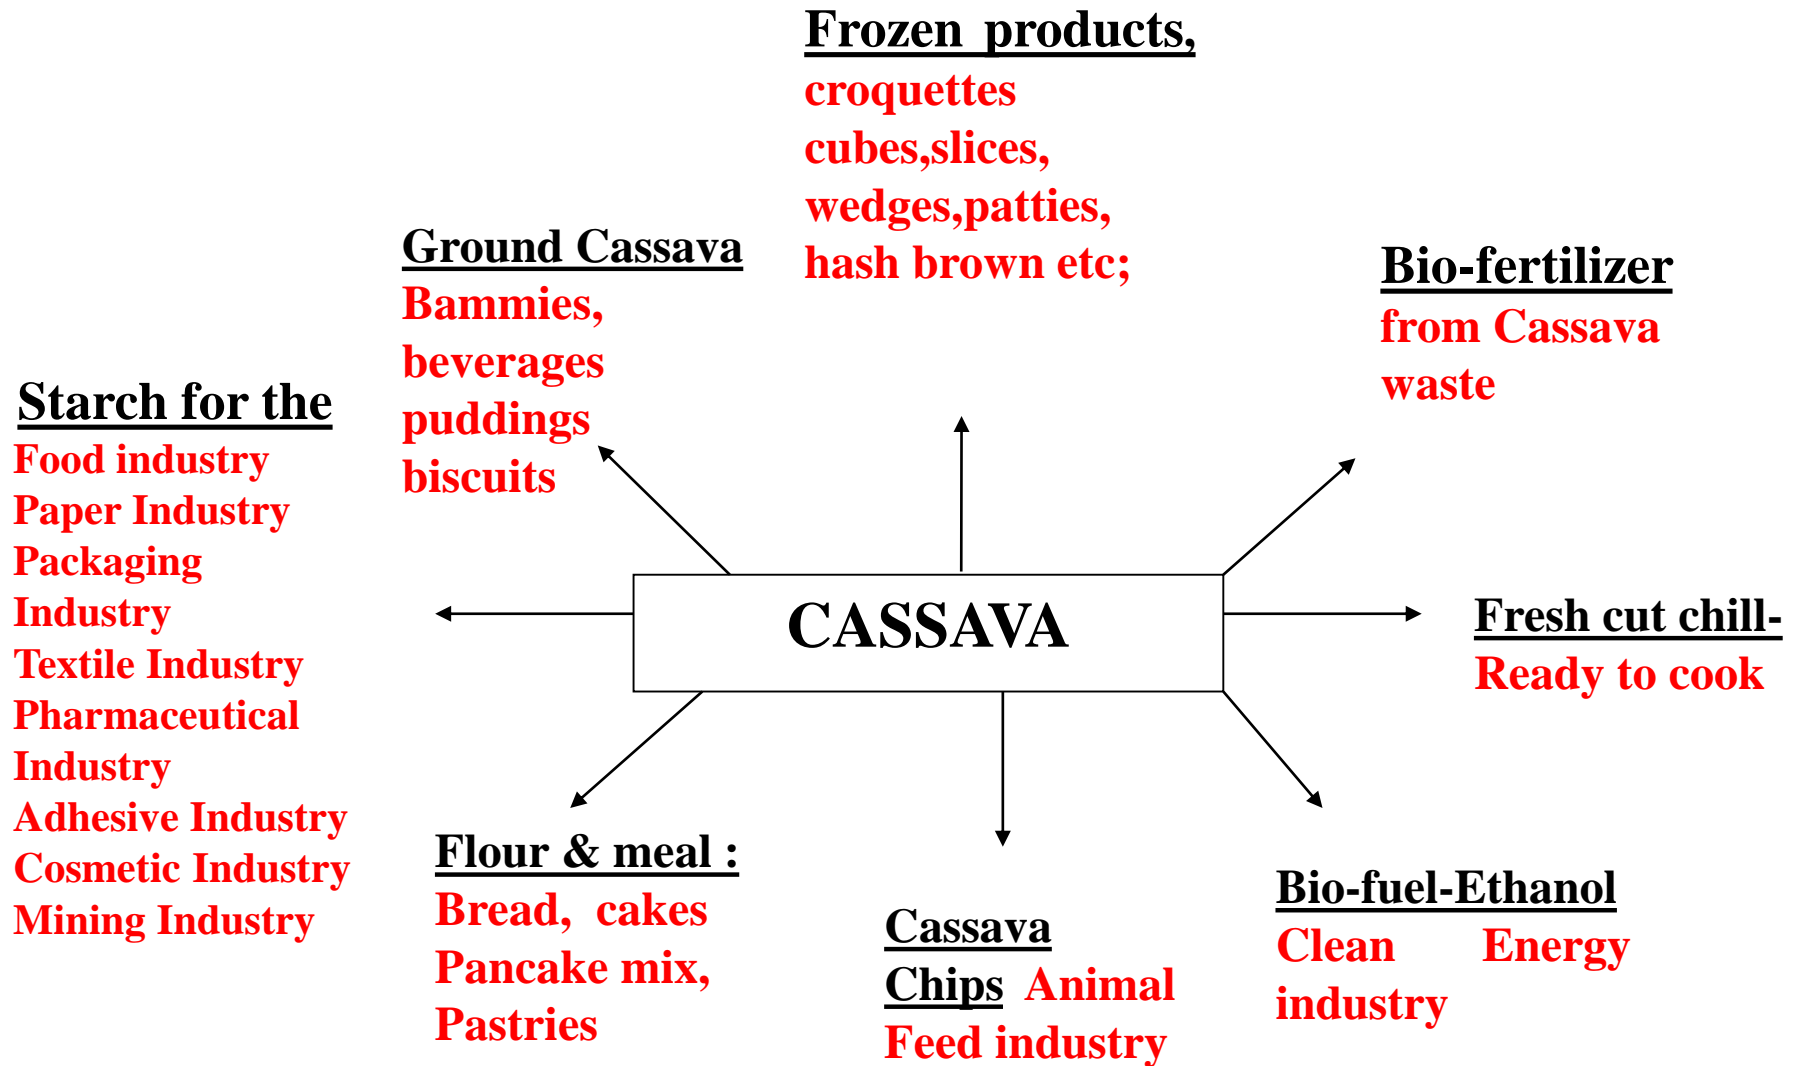 Frozen products,
croquettes
cubes,slices,
wedges,patties,
hash brown etc;
Ground Cassava
Bammies,
beverages
puddings
biscuits
Bio-fertilizer
from Cassava
waste
Starch for the
Food industry
Paper Industry
Packaging
Industry
Textile Industry
Pharmaceutical
Industry
Adhesive Industry
Cosmetic Industry
Mining Industry
CASSAVA
Fresh cut chill-
Ready to cook
Flour & meal :
Bread, cakes
Pancake mix,
Pastries
Cassava
Chips Animal
Feed industry
Bio-fuel-Ethanol
Clean Energy
industry